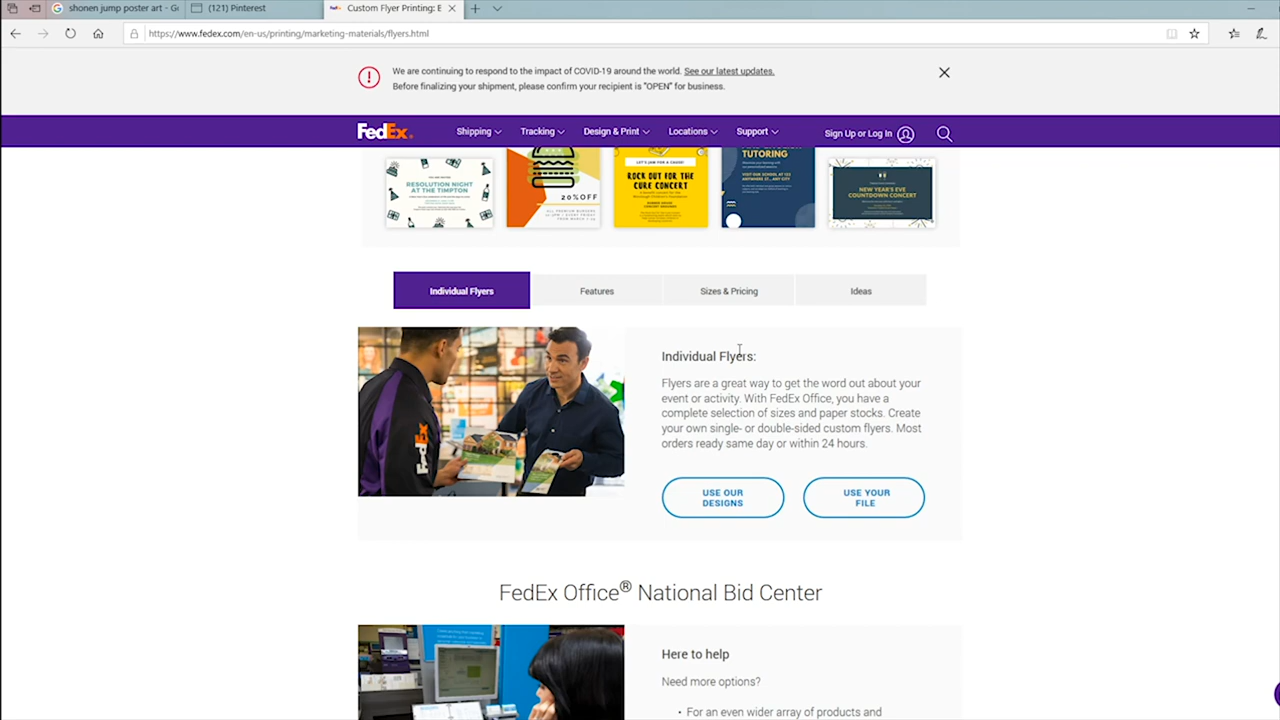 shonen jump poster art - G
(121) Pinterest
Custom Flyer Printing: B
https://www.fedex.com/en-us/printing/marketing-materials/flyers.html
We are continuing to respond to the impact of COVID-19 around the world. See our latest updates.
Before finalizing your shipment, please confirm your recipient is "OPEN" for business.
FedEx Shipping Tracking Design & Print Locations Support Sign Up or Log In
RESOLUTION NIGHT
AT THE TIMPTON
20% OFF
LET'S JAM FOR A CAUSE!
ROCK OUT FOR THE
CURE CONCERT
TUTORING
NEW YEAR'S EVE
COUNTDOWN CONCERT
Individual Flyers Features Sizes & Pricing Ideas
FedEx
Individual Flyers:
Flyers are a great way to get the word out about your
event or activity. With FedEx Office, you have a
complete selection of sizes and paper stocks. Create
your own single- or double-sided custom flyers. Most
orders ready same day or within 24 hours.
USE OUR
DESIGNS
USE YOUR
FILE
FedEx Office® National Bid Center
Here to help
Need more options?
• For an even wider array of products and